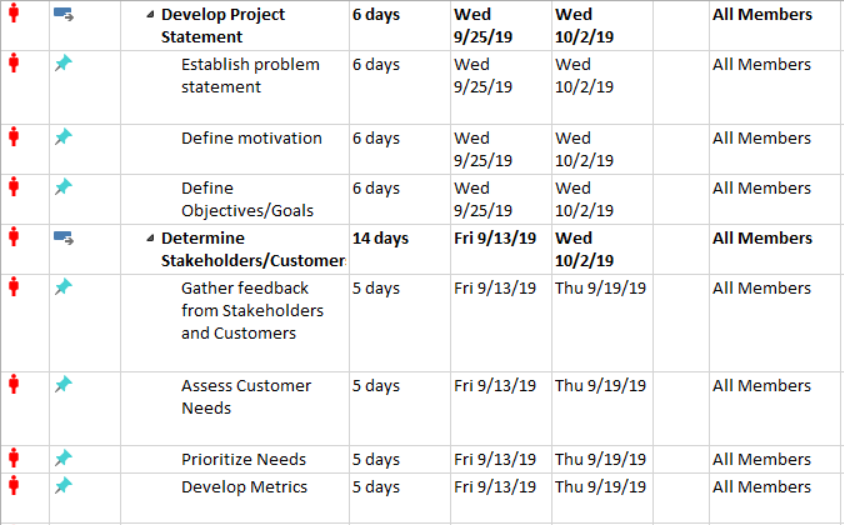 Develop Project Statement 6 days Wed 9/25/19 Wed 10/2/19 All Members
Establish problem statement 6 days Wed 9/25/19 Wed 10/2/19 All Members
Define motivation 6 days Wed 9/25/19 Wed 10/2/19 All Members
Define Objectives/Goals 6 days Wed 9/25/19 Wed 10/2/19 All Members
Determine Stakeholders/Customer 14 days Fri 9/13/19 Wed 10/2/19 All Members
Gather feedback from Stakeholders and Customers 5 days Fri 9/13/19 Thu 9/19/19 All Members
Assess Customer Needs 5 days Fri 9/13/19 Thu 9/19/19 All Members
Prioritize Needs 5 days Fri 9/13/19 Thu 9/19/19 All Members
Develop Metrics 5 days Fri 9/13/19 Thu 9/19/19 All Members